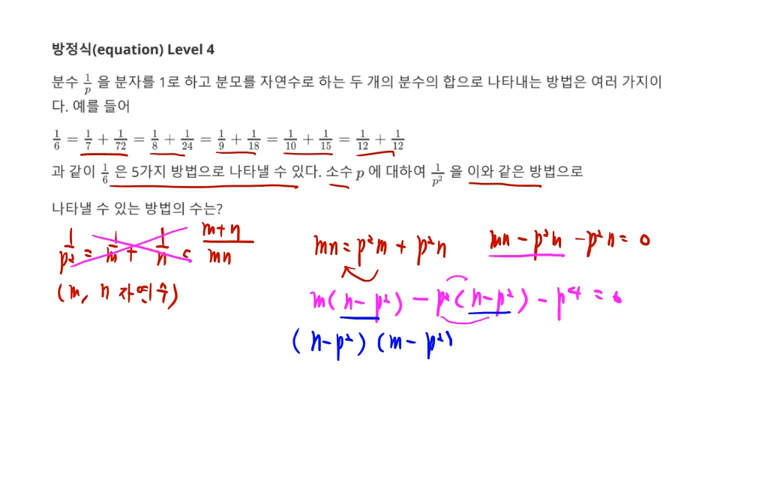 방정식(equation) Level 4
분수 1/p 을 분자를 1로 하고 분모를 자연수로 하는 두 개의 분수의 합으로 나타내는 방법은 여러 가지이
다. 예를 들어
1/6 = 1/7 + 1/72 = 1/8 + 1/24 = 1/9 + 1/18 = 1/10 + 1/15 = 1/12 + 1/12
과 같이 1/6 은 5가지 방법으로 나타낼 수 있다. 소수 p 에 대하여 1/p² 을 이와 같은 방법으로
나타낼 수 있는 방법의 수는?
1/p² = 1/m + 1/n = (m+n)/mn
(m, n 자연수)
mn = p²m + p²n
mn - p²m - p²n = 0
m(n-p²) - p²(n-p²) - p⁴ = 0
(n-p²)(m-p²)